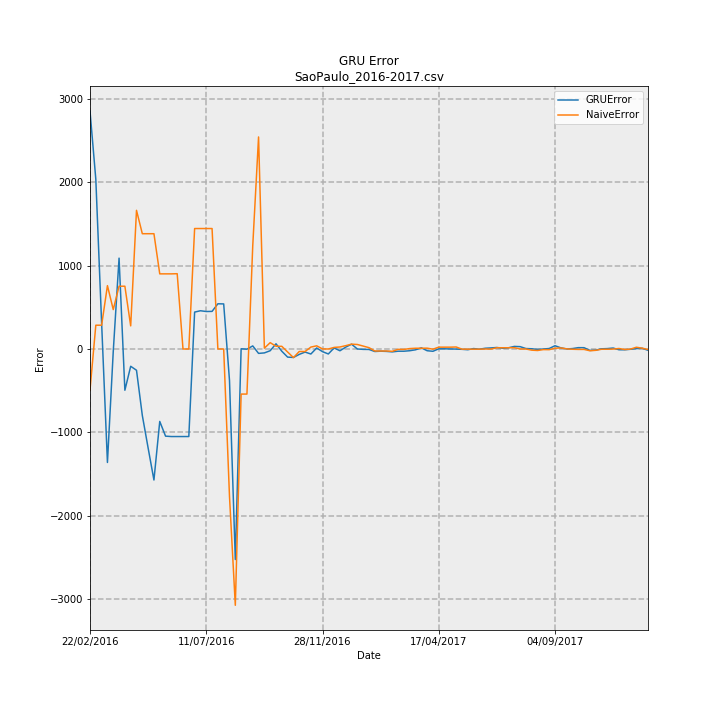 GRU Error
SaoPaulo_2016-2017.csv
GRUError
NaiveError
3000
2000
1000
0
−1000
−2000
−3000
Error
22/02/2016
11/07/2016
28/11/2016
17/04/2017
04/09/2017
Date